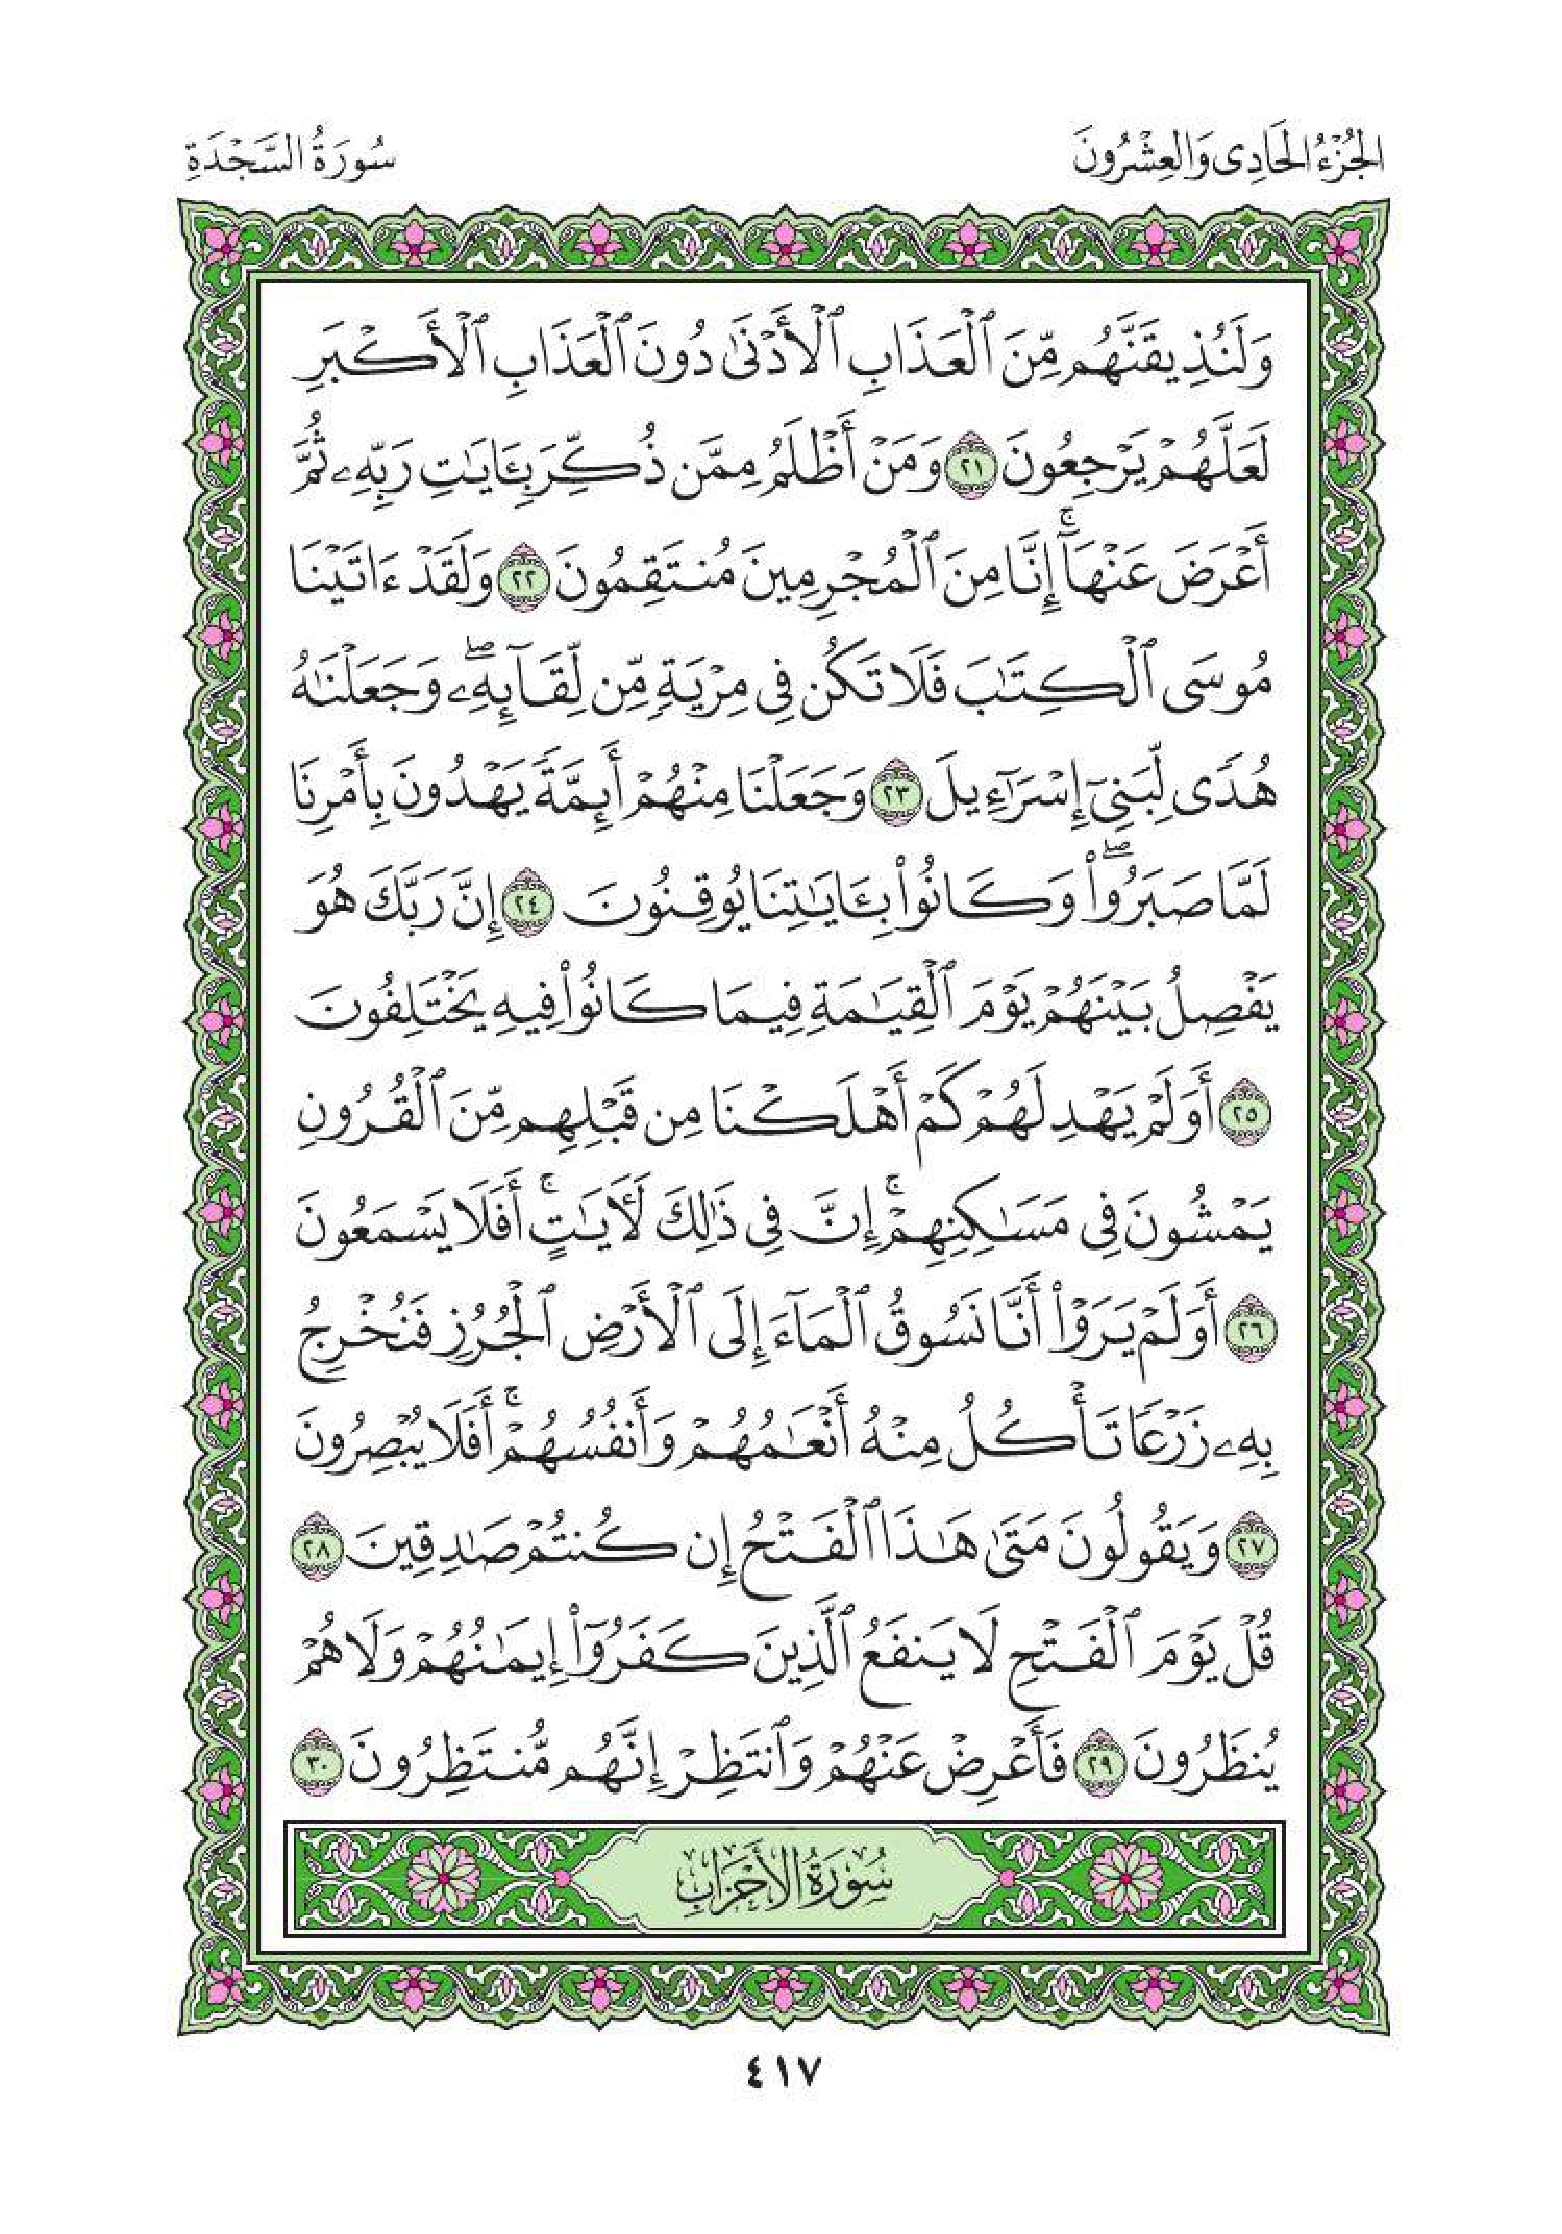 الجُزْءُ الحَادِى وَالعِشْرُونَ
سُورَةُ السَّجْدَةِ
وَلَنُذِيقَنَّهُم مِّنَ ٱلْعَذَابِ ٱلْأَدْنَىٰ دُونَ ٱلْعَذَابِ ٱلْأَكْبَرِ
لَعَلَّهُمْ يَرْجِعُونَ ٢١ وَمَنْ أَظْلَمُ مِمَّن ذُكِّرَ بِـَٔايَٰتِ رَبِّهِۦ ثُمَّ
أَعْرَضَ عَنْهَآ ۚ إِنَّا مِنَ ٱلْمُجْرِمِينَ مُنتَقِمُونَ ٢٢ وَلَقَدْ ءَاتَيْنَا
مُوسَى ٱلْكِتَٰبَ فَلَا تَكُن فِى مِرْيَةٍ مِّن لِّقَآئِهِۦ ۖ وَجَعَلْنَٰهُ
هُدًى لِّبَنِىٓ إِسْرَٰٓءِيلَ ٢٣ وَجَعَلْنَا مِنْهُمْ أَئِمَّةً يَهْدُونَ بِأَمْرِنَا
لَمَّا صَبَرُوا۟ ۖ وَكَانُوا۟ بِـَٔايَٰتِنَا يُوقِنُونَ ٢٤ إِنَّ رَبَّكَ هُوَ
يَفْصِلُ بَيْنَهُمْ يَوْمَ ٱلْقِيَٰمَةِ فِيمَا كَانُوا۟ فِيهِ يَخْتَلِفُونَ
٢٥ أَوَلَمْ يَهْدِ لَهُمْ كَمْ أَهْلَكْنَا مِن قَبْلِهِم مِّنَ ٱلْقُرُونِ
يَمْشُونَ فِى مَسَٰكِنِهِمْ ۚ إِنَّ فِى ذَٰلِكَ لَـَٔايَٰتٍ ۚ أَفَلَا يَسْمَعُونَ
٢٦ أَوَلَمْ يَرَوْا۟ أَنَّا نَسُوقُ ٱلْمَآءَ إِلَى ٱلْأَرْضِ ٱلْجُرُزِ فَنُخْرِجُ
بِهِۦ زَرْعًا تَأْكُلُ مِنْهُ أَنْعَٰمُهُمْ وَأَنفُسُهُمْ ۚ أَفَلَا يُبْصِرُونَ
٢٧ وَيَقُولُونَ مَتَىٰ هَٰذَا ٱلْفَتْحُ إِن كُنتُمْ صَٰدِقِينَ ٢٨
قُلْ يَوْمَ ٱلْفَتْحِ لَا يَنفَعُ ٱلَّذِينَ كَفَرُوٓا۟ إِيمَٰنُهُمْ وَلَا هُمْ
يُنظَرُونَ ٢٩ فَأَعْرِضْ عَنْهُمْ وَٱنتَظِرْ إِنَّهُم مُّنتَظِرُونَ ٣٠
سُورَةُ الأَحْزَابِ
٤١٧